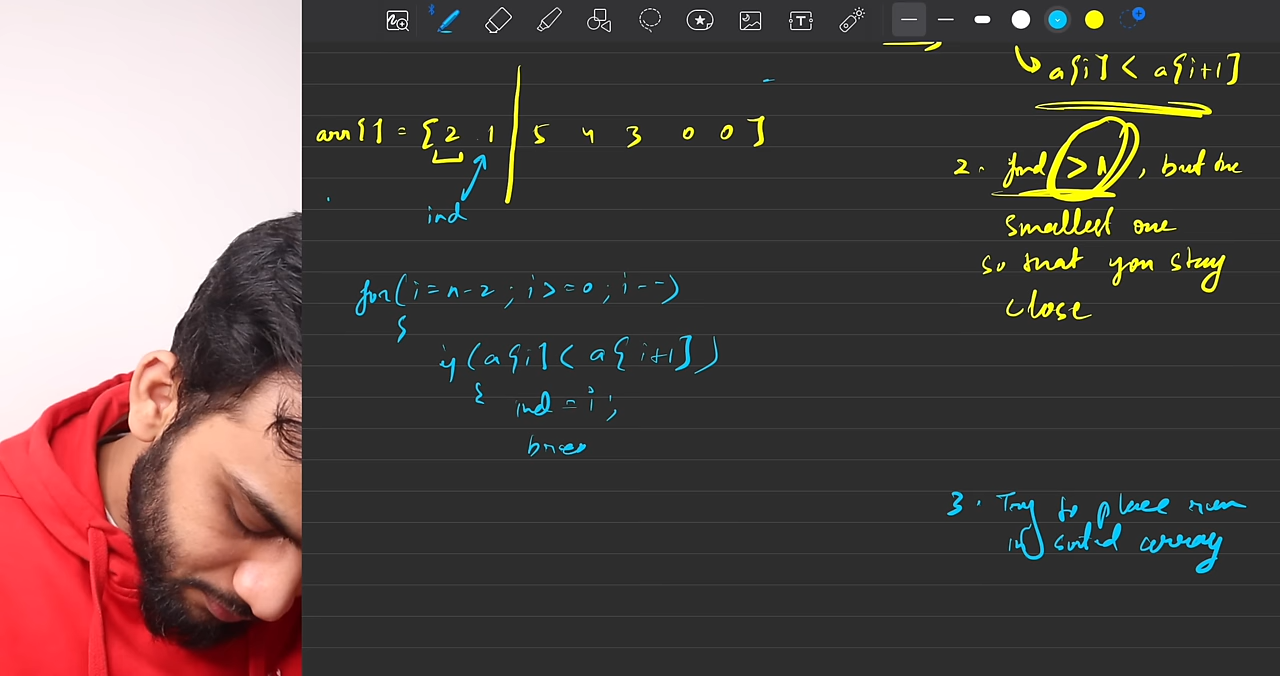 a[i] < a[i+1]
arr[] = [2 1 | 5 4 3 0 0]
2. find > 1, but the
smallest one
so that you stay
close
ind
for(i=n-2; i>=0; i--)
{
if(a[i] < a[i+1])
{
ind = i;
break
3. Try to place rem
in sorted array